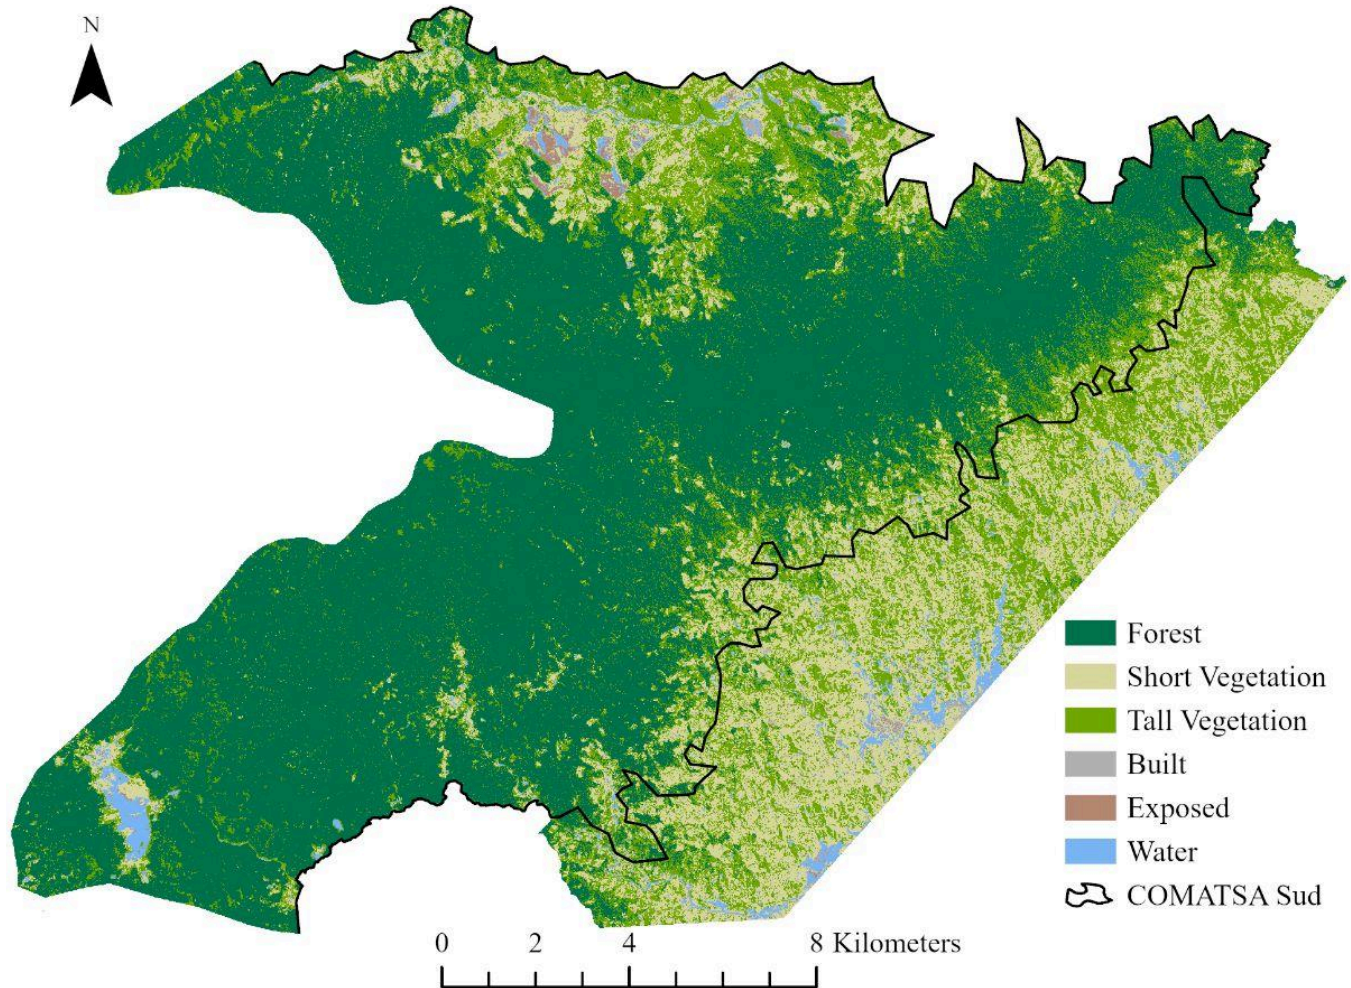 N
Forest
Short Vegetation
Tall Vegetation
Built
Exposed
Water
COMATSA Sud
0 2 4 8 Kilometers